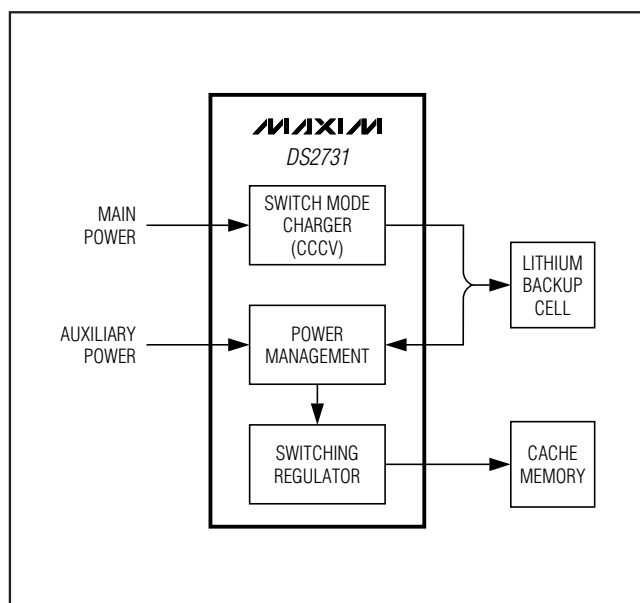 MAXIM
DS2731
MAIN
POWER
SWITCH MODE
CHARGER
(CCCV)
LITHIUM
BACKUP
CELL
AUXILIARY
POWER
POWER
MANAGEMENT
SWITCHING
REGULATOR
CACHE
MEMORY